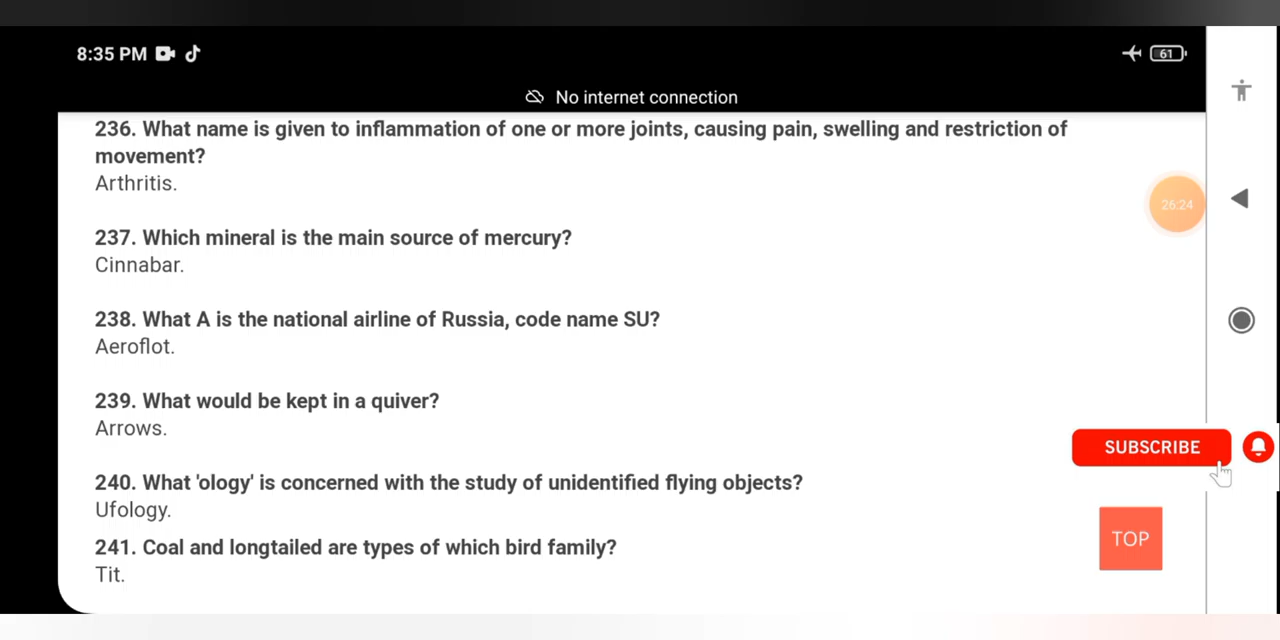 8:35 PM
61
No internet connection
236. What name is given to inflammation of one or more joints, causing pain, swelling and restriction of
movement?
Arthritis.
26:24
237. Which mineral is the main source of mercury?
Cinnabar.
238. What A is the national airline of Russia, code name SU?
Aeroflot.
239. What would be kept in a quiver?
Arrows.
SUBSCRIBE
240. What 'ology' is concerned with the study of unidentified flying objects?
Ufology.
TOP
241. Coal and longtailed are types of which bird family?
Tit.